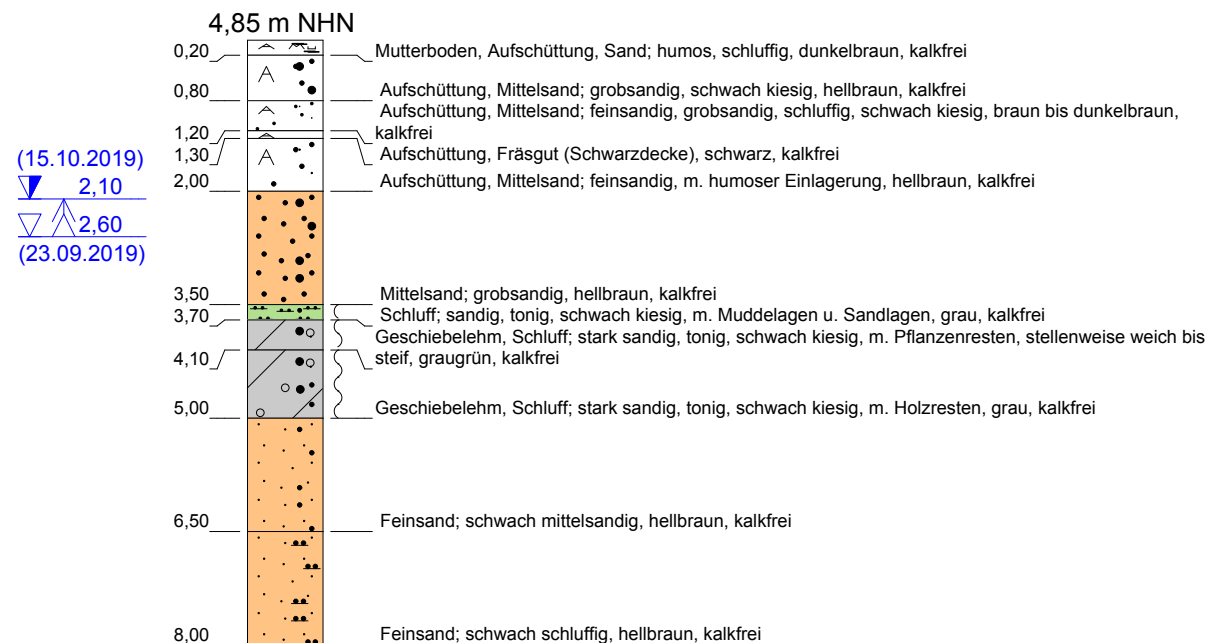 4,85 m NHN
0,20 Mutterboden, Aufschüttung, Sand; humos, schluffig, dunkelbraun, kalkfrei
0,80 Aufschüttung, Mittelsand; grobsandig, schwach kiesig, hellbraun, kalkfrei
Aufschüttung, Mittelsand; feinsandig, grobsandig, schluffig, schwach kiesig, braun bis dunkelbraun,
1,20 kalkfrei
1,30 Aufschüttung, Fräsgut (Schwarzdecke), schwarz, kalkfrei
2,00 Aufschüttung, Mittelsand; feinsandig, m. humoser Einlagerung, hellbraun, kalkfrei
(15.10.2019)
2,10
2,60
(23.09.2019)
3,50 Mittelsand; grobsandig, hellbraun, kalkfrei
3,70 Schluff; sandig, tonig, schwach kiesig, m. Muddelagen u. Sandlagen, grau, kalkfrei
Geschiebelehm, Schluff; stark sandig, tonig, schwach kiesig, m. Pflanzenresten, stellenweise weich bis
4,10 steif, graugrün, kalkfrei
5,00 Geschiebelehm, Schluff; stark sandig, tonig, schwach kiesig, m. Holzresten, grau, kalkfrei
6,50 Feinsand; schwach mittelsandig, hellbraun, kalkfrei
8,00 Feinsand; schwach schluffig, hellbraun, kalkfrei